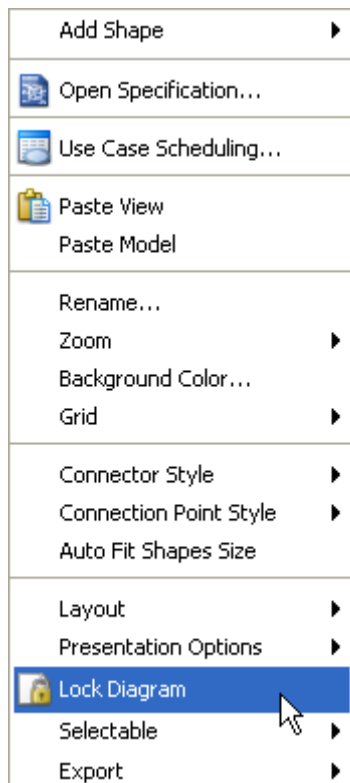 Add Shape
Open Specification...
Use Case Scheduling...
Paste View
Paste Model
Rename...
Zoom
Background Color...
Grid
Connector Style
Connection Point Style
Auto Fit Shapes Size
Layout
Presentation Options
Lock Diagram
Selectable
Export